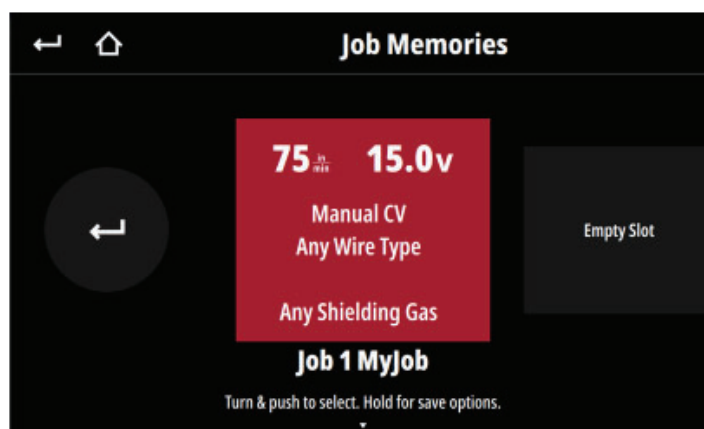 Job Memories
75 in/min 15.0v
Manual CV
Any Wire Type
Empty Slot
Any Shielding Gas
Job 1 MyJob
Turn & push to select. Hold for save options.